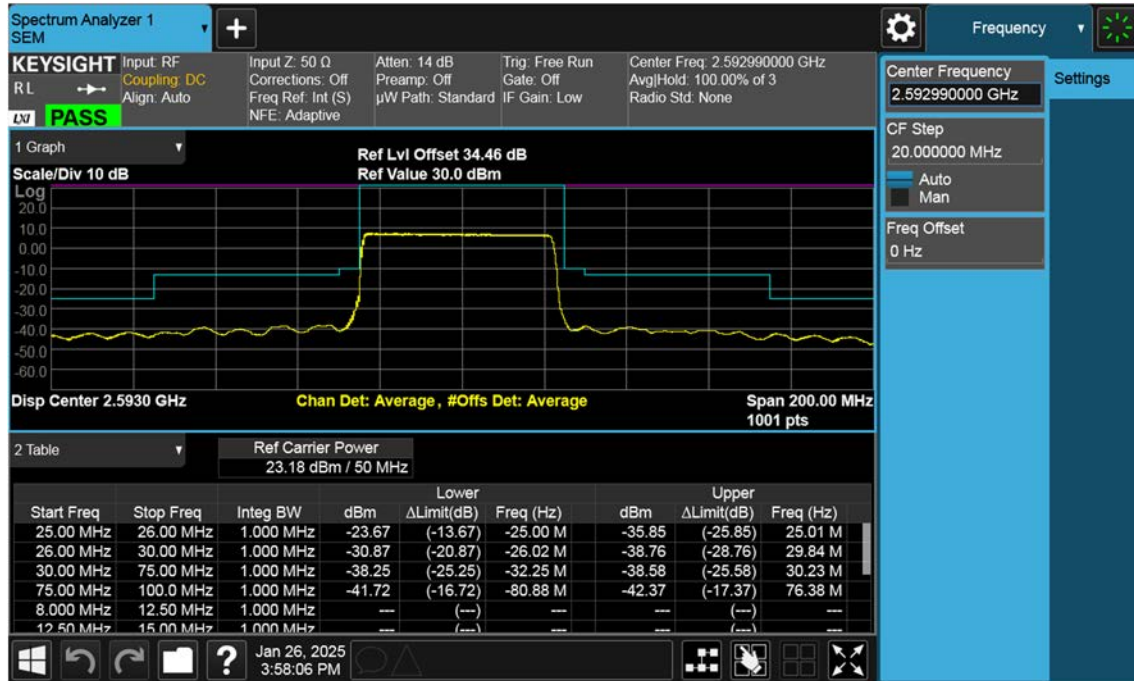 Spectrum Analyzer 1
SEM
Frequency
KEYSIGHT
RL
LXI PASS
Input: RF
Coupling: DC
Align: Auto
Input Z: 50 Ω
Corrections: Off
Freq Ref: Int (S)
NFE: Adaptive
Atten: 14 dB
Preamp: Off
µW Path: Standard
Trig: Free Run
Gate: Off
IF Gain: Low
Center Freq: 2.592990000 GHz
Avg|Hold: 100.00% of 3
Radio Std: None
Center Frequency
2.592990000 GHz
Settings
CF Step
20.000000 MHz
Auto
Man
Freq Offset
0 Hz
1 Graph
Scale/Div 10 dB
Ref Lvl Offset 34.46 dB
Ref Value 30.0 dBm
Log
20.0
10.0
0.00
-10.0
-20.0
-30.0
-40.0
-50.0
-60.0
Disp Center 2.5930 GHz
Chan Det: Average, #Offs Det: Average
Span 200.00 MHz
1001 pts
2 Table
Ref Carrier Power
23.18 dBm / 50 MHz
Lower Upper
Start Freq Stop Freq Integ BW dBm ΔLimit(dB) Freq (Hz) dBm ΔLimit(dB) Freq (Hz)
25.00 MHz 26.00 MHz 1.000 MHz -23.67 (-13.67) -25.00 M -35.85 (-25.85) 25.01 M
26.00 MHz 30.00 MHz 1.000 MHz -30.87 (-20.87) -26.02 M -38.76 (-28.76) 29.84 M
30.00 MHz 75.00 MHz 1.000 MHz -38.25 (-25.25) -32.25 M -38.58 (-25.58) 30.23 M
75.00 MHz 100.0 MHz 1.000 MHz -41.72 (-16.72) -80.88 M -42.37 (-17.37) 76.38 M
8.000 MHz 12.50 MHz 1.000 MHz --- (---) --- --- (---) ---
12.50 MHz 15.00 MHz 1.000 MHz --- (---) --- --- (---) ---
?
Jan 26, 2025
3:58:06 PM